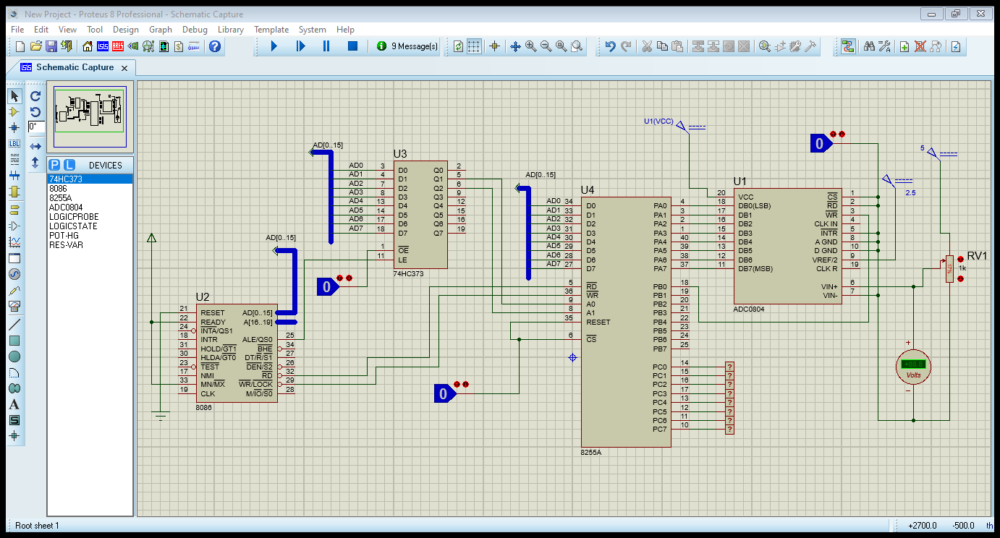 New Project - Proteus 8 Professional - Schematic Capture
File Edit View Tool Design Graph Debug Library Template System Help
9 Message(s)
Schematic Capture
0°
P L DEVICES
74HC373
8086
8255A
ADC0804
LOGICPROBE
LOGICSTATE
POT-HG
RES-VAR
LBL
A
S
AD[0..15]
U3
AD0 3 D0 Q0 2
AD1 4 D1 Q1 5
AD2 7 D2 Q2 6
AD3 8 D3 Q3 9
AD4 13 D4 Q4 12
AD5 14 D5 Q5 15
AD6 17 D6 Q6 16
AD7 18 D7 Q7 19
1 OE
11 LE
74HC373
0
AD[0..15]
U2
21 RESET AD[0..15]
22 READY A[16..19]
24 INTA/QS1
18 INTR ALE/QS0 25
31 HOLD/GT1 BHE 34
30 HLDA/GT0 DT/R/S1 27
23 TEST DEN/S2 26
17 NMI RD 32
33 MN/MX WR/LOCK 29
19 CLK M/IO/S0 28
8086
0
AD[0..15]
U4
AD0 34 D0 PA0 4
AD1 33 D1 PA1 3
AD2 32 D2 PA2 2
AD3 31 D3 PA3 1
AD4 30 D4 PA4 40
AD5 29 D5 PA5 39
AD6 28 D6 PA6 38
AD7 27 D7 PA7 37
5 RD PB0 18
36 WR PB1 19
9 A0 PB2 20
8 A1 PB3 21
35 RESET PB4 22
PB5 23
6 CS PB6 24
PB7 25
PC0 14 ?
PC1 15 ?
PC2 16 ?
PC3 17 ?
PC4 13 ?
PC5 12 ?
PC6 11 ?
PC7 10 ?
8255A
U1(VCC)
0
5
2.5
U1
20 VCC CS 1
18 DB0(LSB) RD 2
17 DB1 WR 3
16 DB2 CLK IN 4
15 DB3 INTR 5
14 DB4 A GND 8
13 DB5 D GND 10
12 DB6 VREF/2 9
11 DB7(MSB) CLK R 19
VIN+ 6
VIN- 7
ADC0804
RV1
1k
+
Volts
−
Root sheet 1
+2700.0 -500.0 th